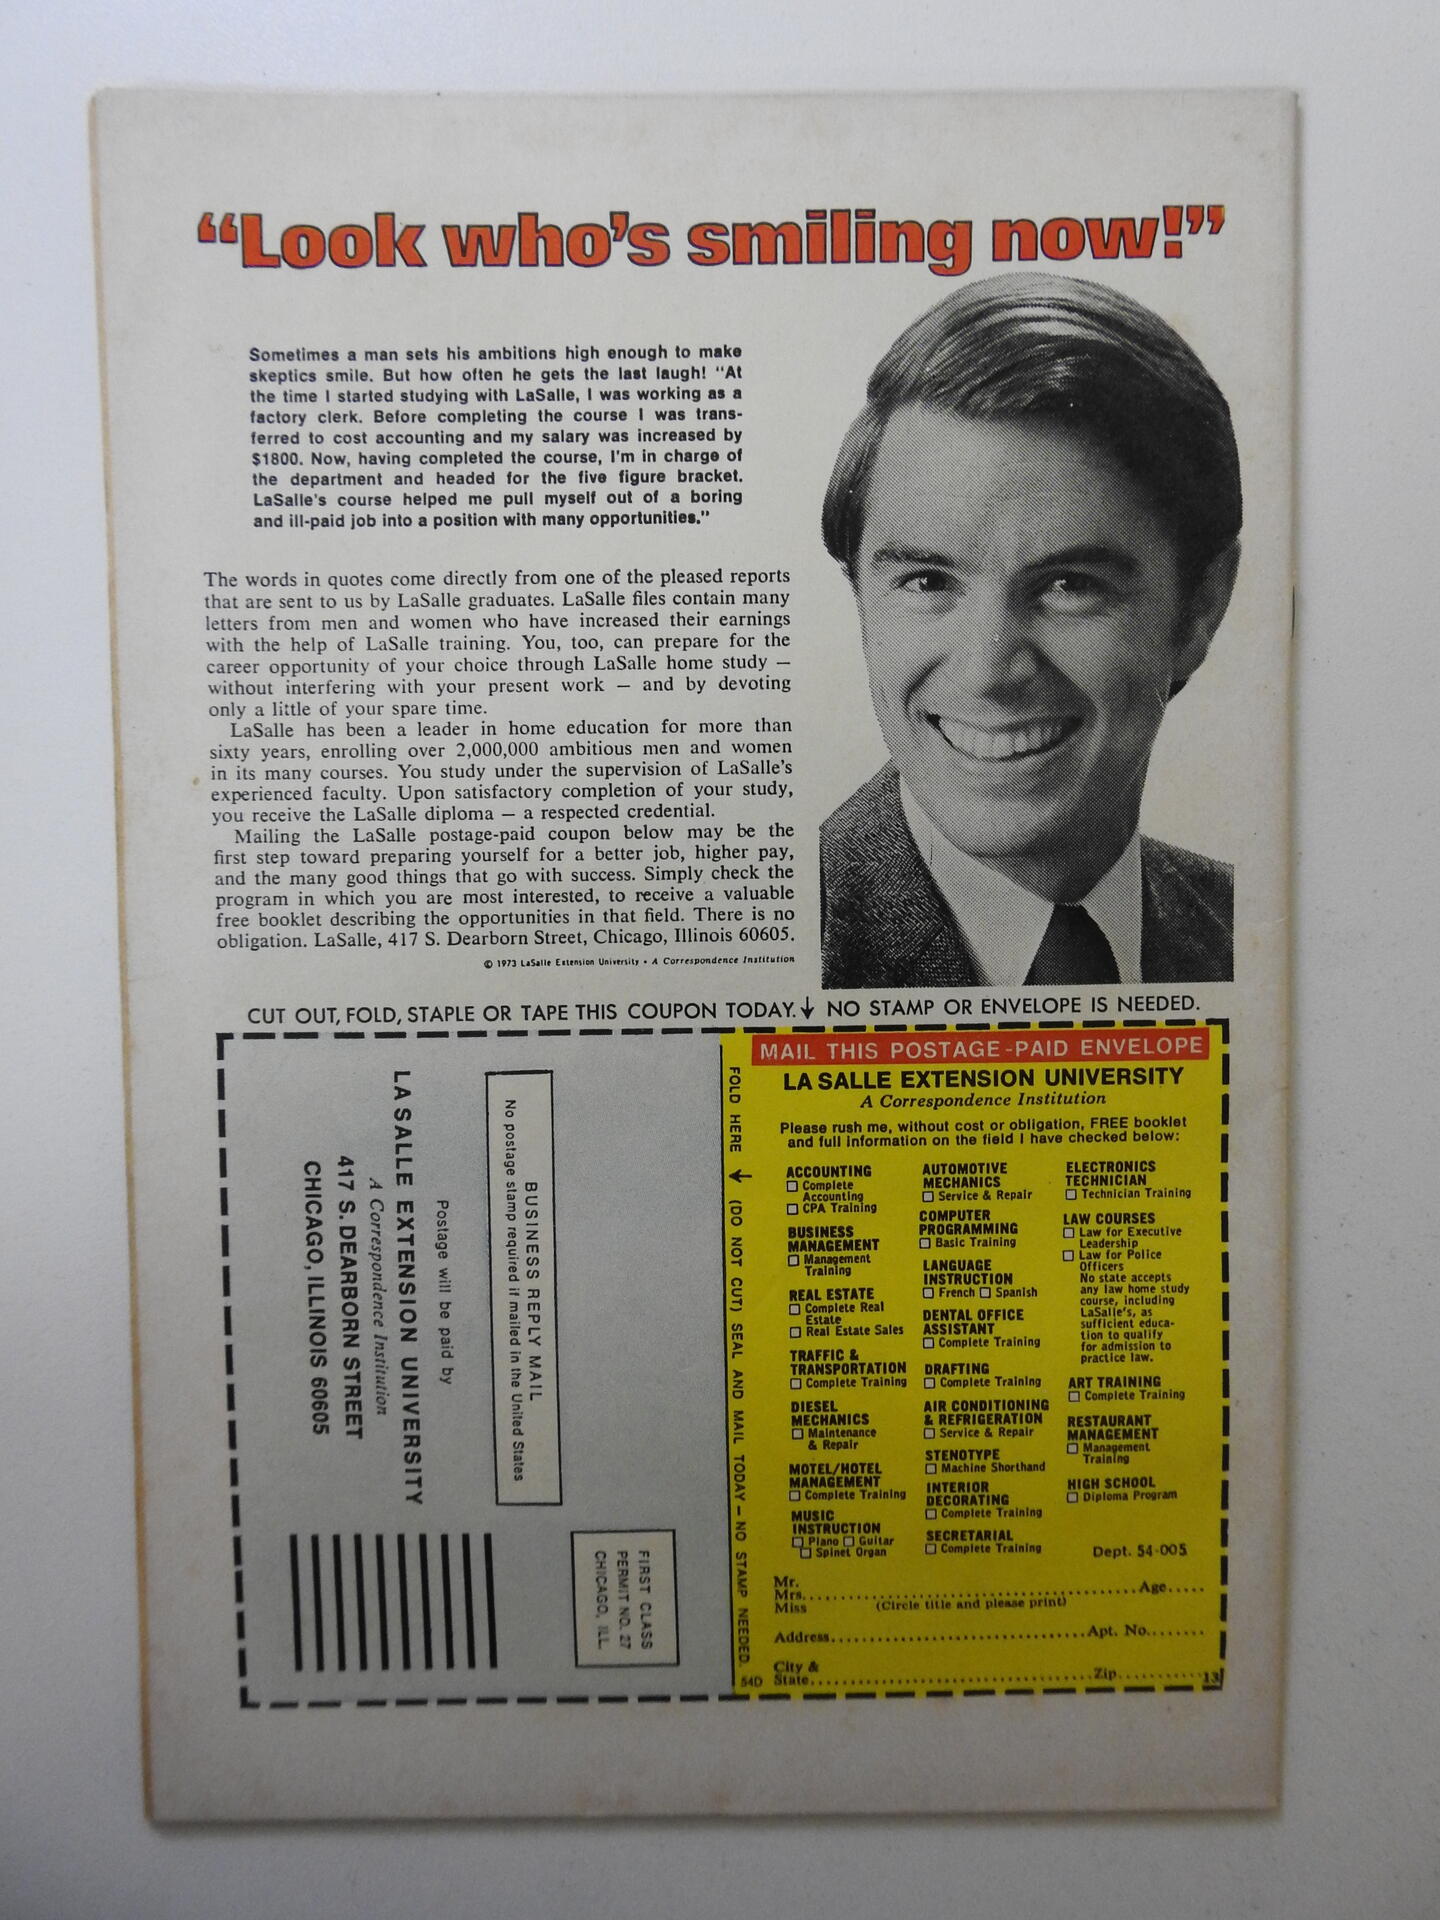 “Look who’s smiling now!”
Sometimes a man sets his ambitions high enough to make
skeptics smile. But how often he gets the last laugh! “At
the time I started studying with LaSalle, I was working as a
factory clerk. Before completing the course I was trans-
ferred to cost accounting and my salary was increased by
$1800. Now, having completed the course, I’m in charge of
the department and headed for the five figure bracket.
LaSalle’s course helped me pull myself out of a boring
and ill-paid job into a position with many opportunities.”
The words in quotes come directly from one of the pleased reports
that are sent to us by LaSalle graduates. LaSalle files contain many
letters from men and women who have increased their earnings
with the help of LaSalle training. You, too, can prepare for the
career opportunity of your choice through LaSalle home study —
without interfering with your present work — and by devoting
only a little of your spare time.
LaSalle has been a leader in home education for more than
sixty years, enrolling over 2,000,000 ambitious men and women
in its many courses. You study under the supervision of LaSalle’s
experienced faculty. Upon satisfactory completion of your study,
you receive the LaSalle diploma — a respected credential.
Mailing the LaSalle postage-paid coupon below may be the
first step toward preparing yourself for a better job, higher pay,
and the many good things that go with success. Simply check the
program in which you are most interested, to receive a valuable
free booklet describing the opportunities in that field. There is no
obligation. LaSalle, 417 S. Dearborn Street, Chicago, Illinois 60605.
© 1973 LaSalle Extension University • A Correspondence Institution
CUT OUT, FOLD, STAPLE OR TAPE THIS COUPON TODAY. ↓ NO STAMP OR ENVELOPE IS NEEDED.
FIRST CLASS
PERMIT NO. 27
CHICAGO, ILL.
BUSINESS REPLY MAIL
No postage stamp required if mailed in the United States
Postage will be paid by
LA SALLE EXTENSION UNIVERSITY
A Correspondence Institution
417 S. DEARBORN STREET
CHICAGO, ILLINOIS 60605
FOLD HERE ↓ (DO NOT CUT) SEAL AND MAIL TODAY — NO STAMP NEEDED.
MAIL THIS POSTAGE-PAID ENVELOPE
LA SALLE EXTENSION UNIVERSITY
A Correspondence Institution
Please rush me, without cost or obligation, FREE booklet
and full information on the field I have checked below:
ACCOUNTING
☐ Complete
Accounting
☐ CPA Training
BUSINESS
MANAGEMENT
☐ Management
Training
REAL ESTATE
☐ Complete Real
Estate
☐ Real Estate Sales
TRAFFIC &
TRANSPORTATION
☐ Complete Training
DIESEL
MECHANICS
☐ Maintenance
& Repair
MOTEL/HOTEL
MANAGEMENT
☐ Complete Training
MUSIC
INSTRUCTION
☐ Piano ☐ Guitar
☐ Spinet Organ
AUTOMOTIVE
MECHANICS
☐ Service & Repair
COMPUTER
PROGRAMMING
☐ Basic Training
LANGUAGE
INSTRUCTION
☐ French ☐ Spanish
DENTAL OFFICE
ASSISTANT
☐ Complete Training
DRAFTING
☐ Complete Training
AIR CONDITIONING
& REFRIGERATION
☐ Service & Repair
STENOTYPE
☐ Machine Shorthand
INTERIOR
DECORATING
☐ Complete Training
SECRETARIAL
☐ Complete Training
ELECTRONICS
TECHNICIAN
☐ Technician Training
LAW COURSES
☐ Law for Executive
Leadership
☐ Law for Police
Officers
No state accepts
any law home study
course, including
LaSalle’s, as
sufficient educa-
tion to qualify
for admission to
practice law.
ART TRAINING
☐ Complete Training
RESTAURANT
MANAGEMENT
☐ Management
Training
HIGH SCHOOL
☐ Diploma Program
Dept. 54-005
Mr.
Mrs. Age
Miss (Circle title and please print)
Address Apt. No.
City &
State Zip
54D
13